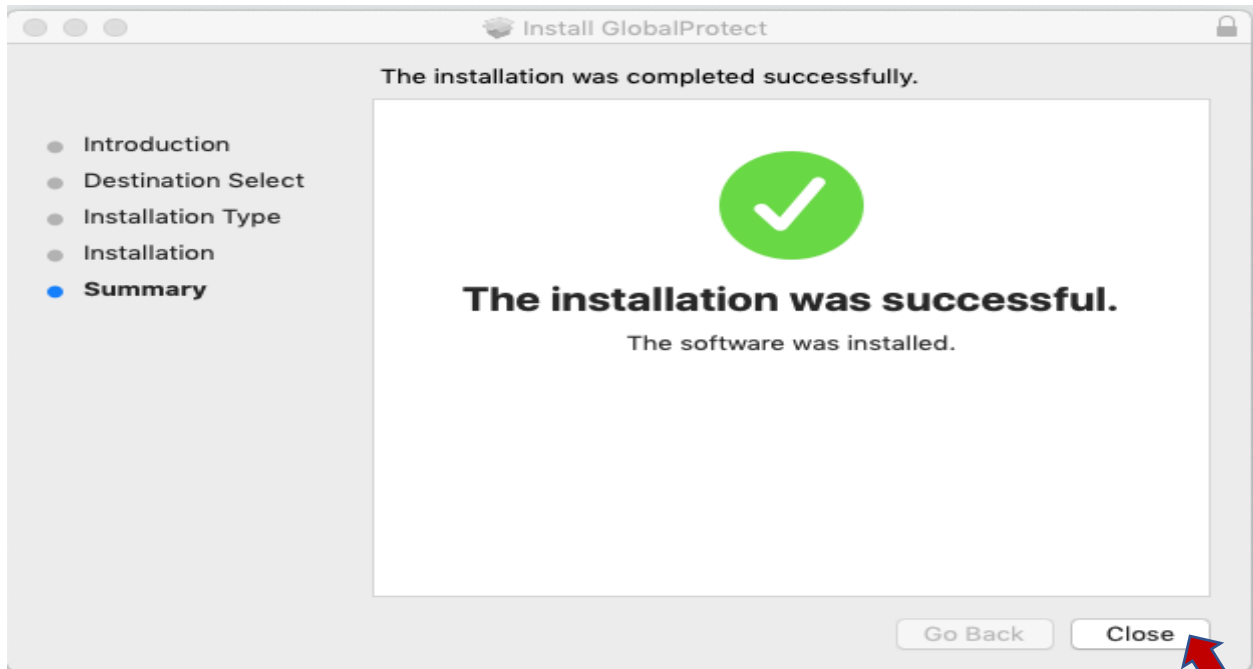 Install GlobalProtect
The installation was completed successfully.
Introduction
Destination Select
Installation Type
Installation
Summary
The installation was successful.
The software was installed.
Go Back
Close